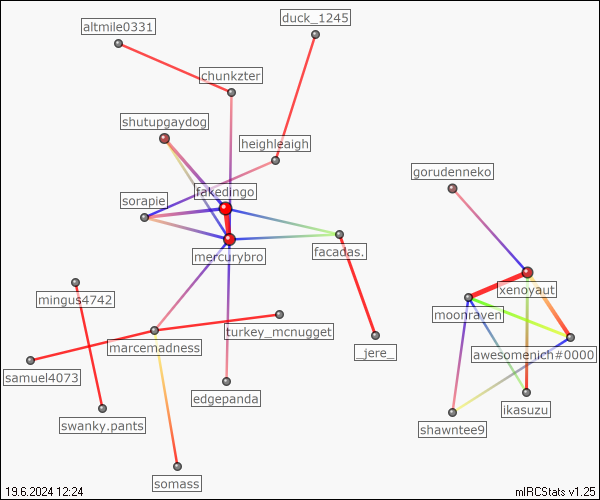 duck_1245
altmile0331
chunkzter
shutupgaydog
heighleaigh
gorudenneko
fakedingo
sorapie
mercurybro
facadas.
xenoyaut
mingus4742
moonraven
turkey_mcnugget
marcemadness
_jere_
awesomenich#0000
samuel4073
edgepanda
ikasuzu
swanky.pants
shawntee9
somass
19.6.2024 12:24
mIRCStats v1.25